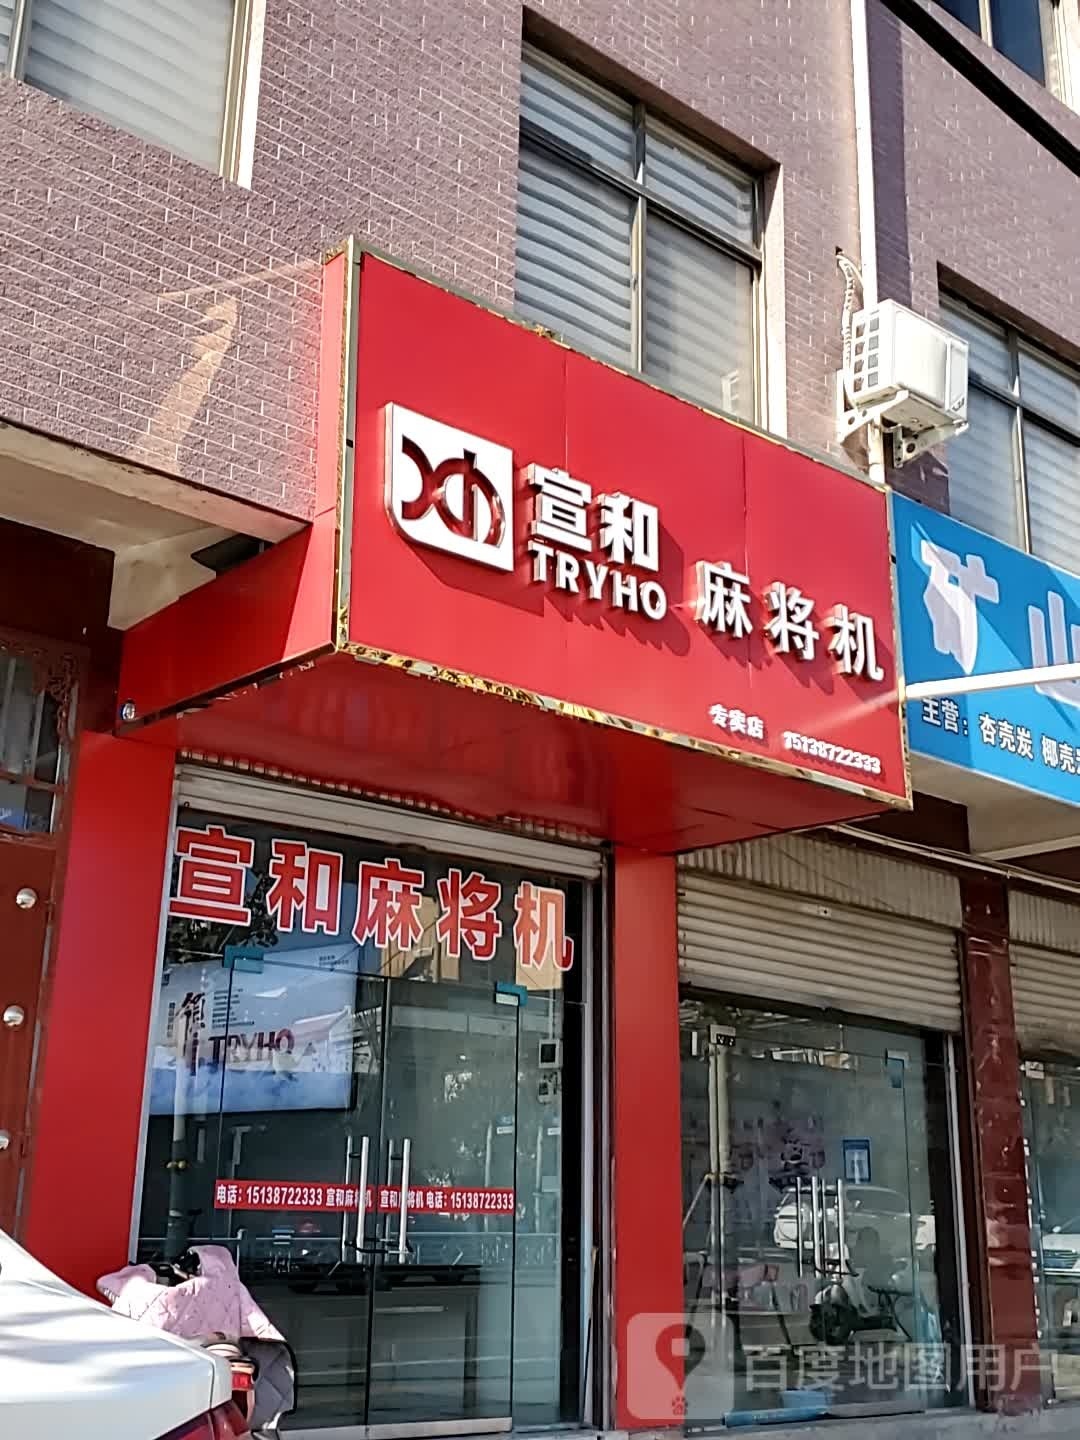 宣和 麻将机
TRYHO
专卖店 15138722333
矿山
主营：杏壳炭 椰壳
宣和麻将机
TRYHO
电话：15138722333 宣和麻将机 宣和麻将机 电话：15138722333
百度地图用户